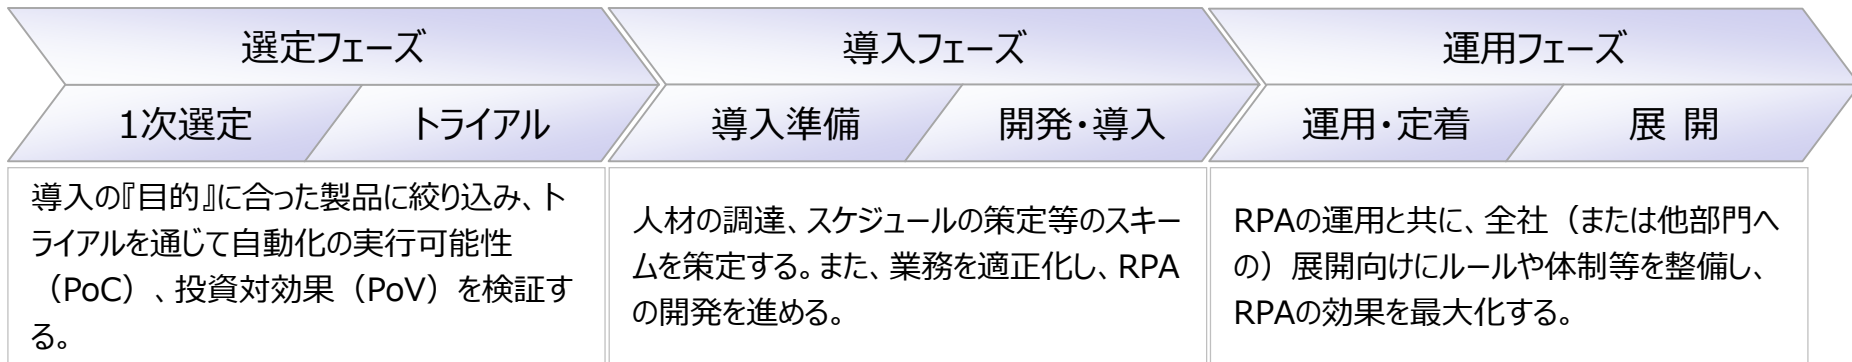 選定フェーズ
導入フェーズ
運用フェーズ
1次選定
トライアル
導入準備
開発・導入
運用・定着
展 開
導入の『目的』に合った製品に絞り込み、ト
ライアルを通じて自動化の実行可能性
（PoC）、投資対効果（PoV）を検証す
る。
人材の調達、スケジュールの策定等のスキー
ムを策定する。また、業務を適正化し、RPA
の開発を進める。
RPAの運用と共に、全社（または他部門へ
の）展開向けにルールや体制等を整備し、
RPAの効果を最大化する。